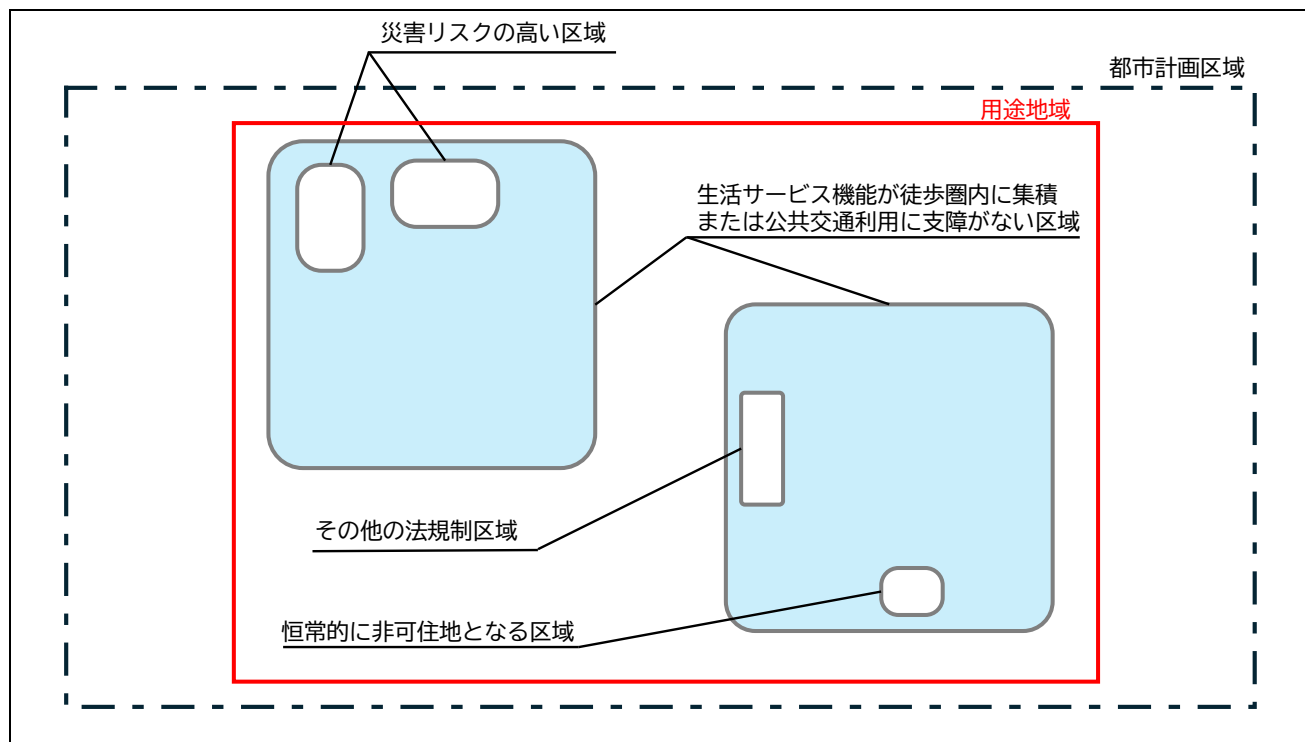 災害リスクの高い区域
都市計画区域
用途地域
生活サービス機能が徒歩圏内に集積
または公共交通利用に支障がない区域
その他の法規制区域
恒常的に非可住地となる区域